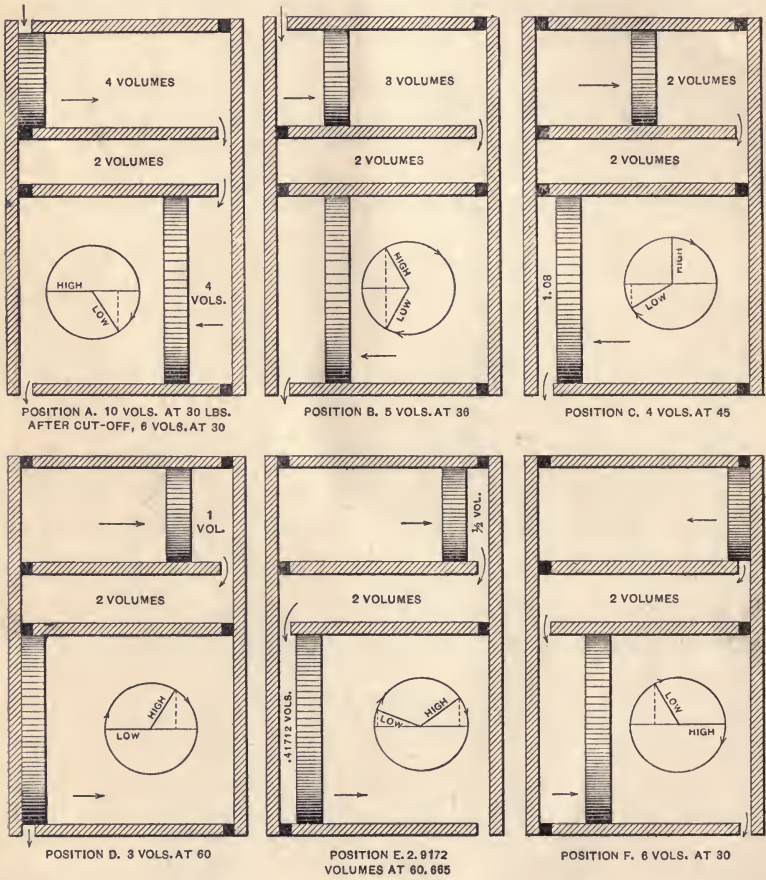 4 VOLUMES
2 VOLUMES
HIGH
LOW
4
VOLS.
POSITION A. 10 VOLS. AT 30 LBS.
AFTER CUT-OFF, 6 VOLS. AT 30
3 VOLUMES
2 VOLUMES
HIGH
LOW
POSITION B. 5 VOLS. AT 36
2 VOLUMES
2 VOLUMES
1.08
HIGH
LOW
POSITION C. 4 VOLS. AT 45
1
VOL.
2 VOLUMES
HIGH
LOW
POSITION D. 3 VOLS. AT 60
½ VOL.
2 VOLUMES
.41712 VOLS.
LOW
HIGH
POSITION E. 2.9172
VOLUMES AT 60.665
2 VOLUMES
LOW
HIGH
POSITION F. 6 VOLS. AT 30